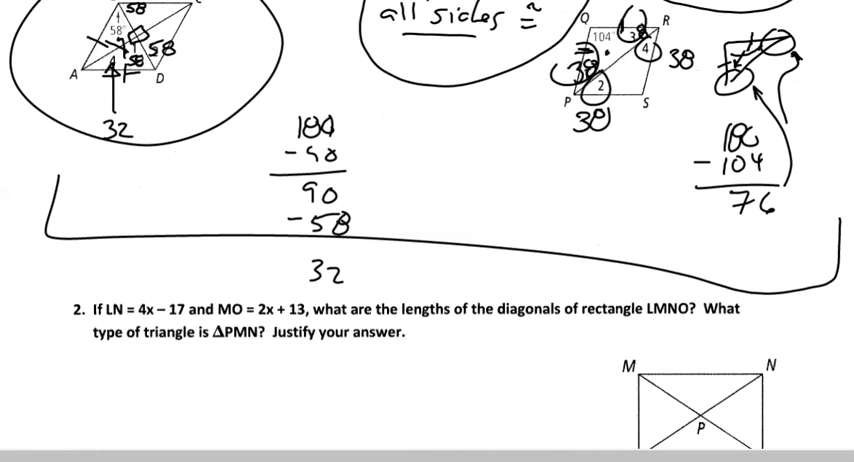 58
58°
58
58
A
D
32
all sides ≅
Q
R
104
3
4
38
38
2
P
S
38
180
- 90
90
- 58
32
180
- 104
76
2. If LN = 4x – 17 and MO = 2x + 13, what are the lengths of the diagonals of rectangle LMNO? What
type of triangle is ΔPMN? Justify your answer.
M
N
P